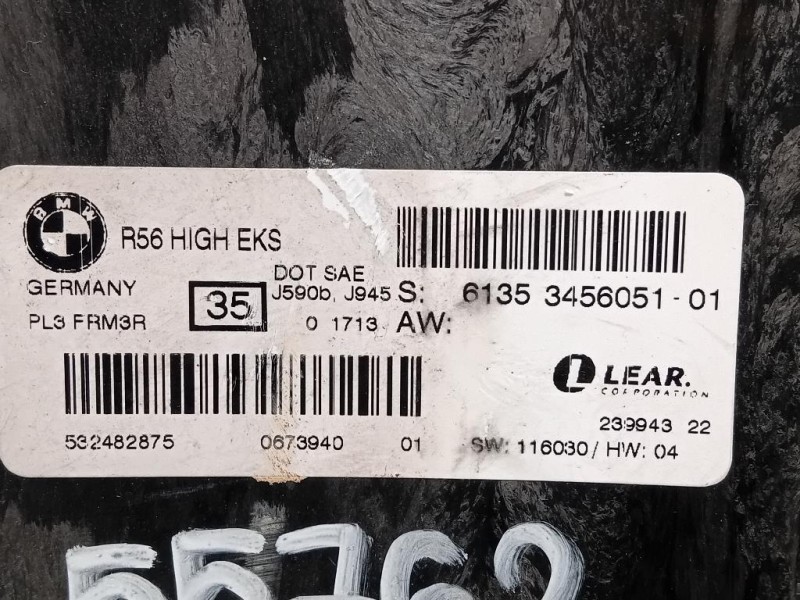 BMW
R56 HIGH EKS
GERMANY
35
DOT SAE
J590b, J945
S: 6135 3456051-01
PL3 FRM3R
0 1713
AW:
LEAR.
CORPORATION
532482875 0673940 01
239943 22
SW: 116030/ HW: 04
55762